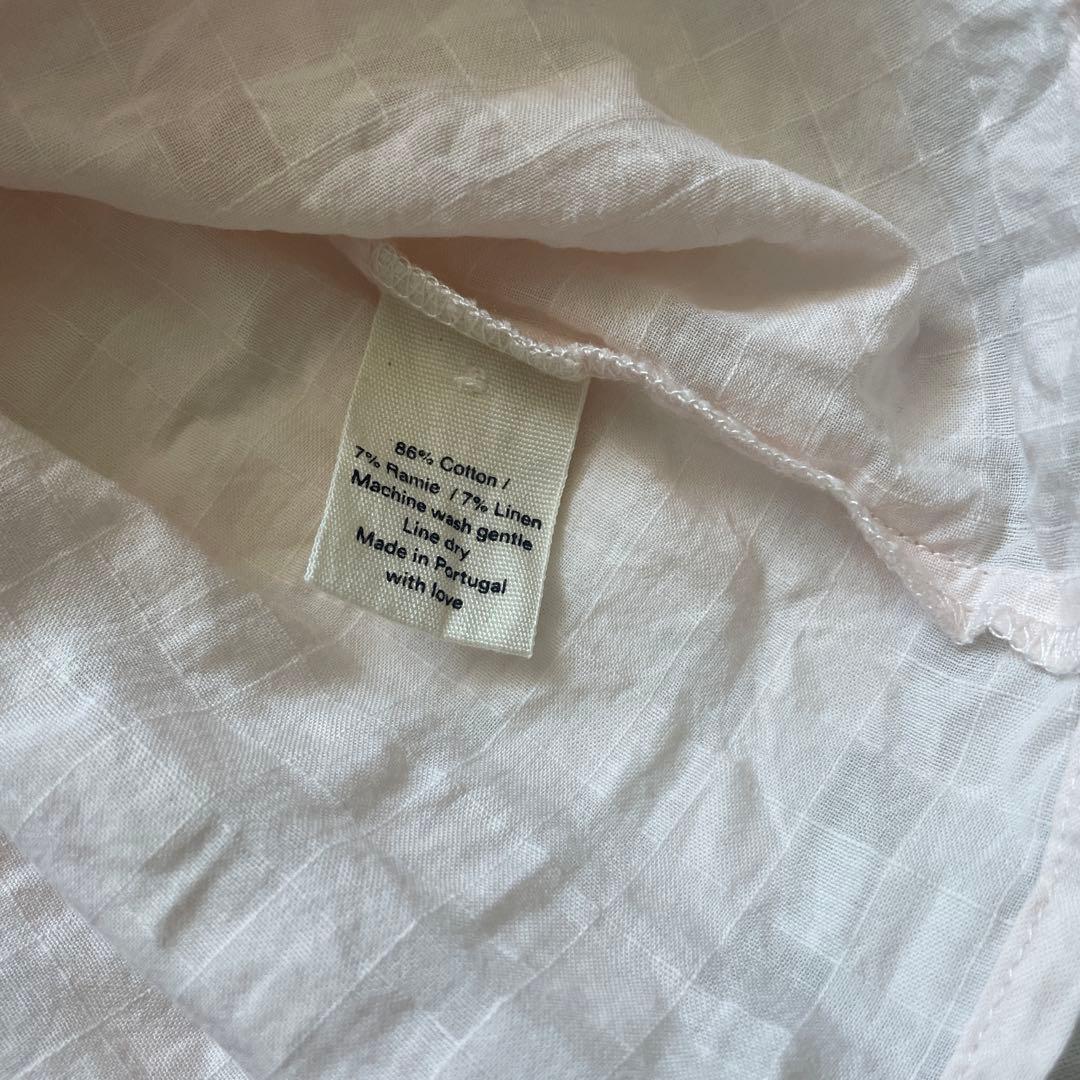 86% Cotton /
7% Ramie / 7% Linen
Machine wash gentle
Line dry
Made in Portugal
with love